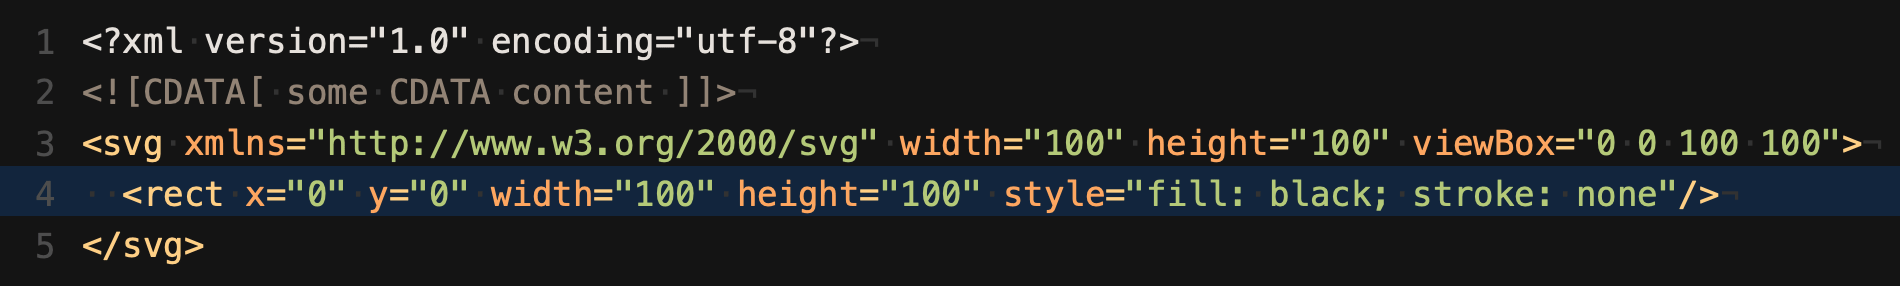 1 <?xml version="1.0" encoding="utf-8"?>¬
2 <![CDATA[ some CDATA content ]]>¬
3 <svg xmlns="http://www.w3.org/2000/svg" width="100" height="100" viewBox="0 0 100 100">¬
4   <rect x="0" y="0" width="100" height="100" style="fill: black; stroke: none"/>¬
5 </svg>